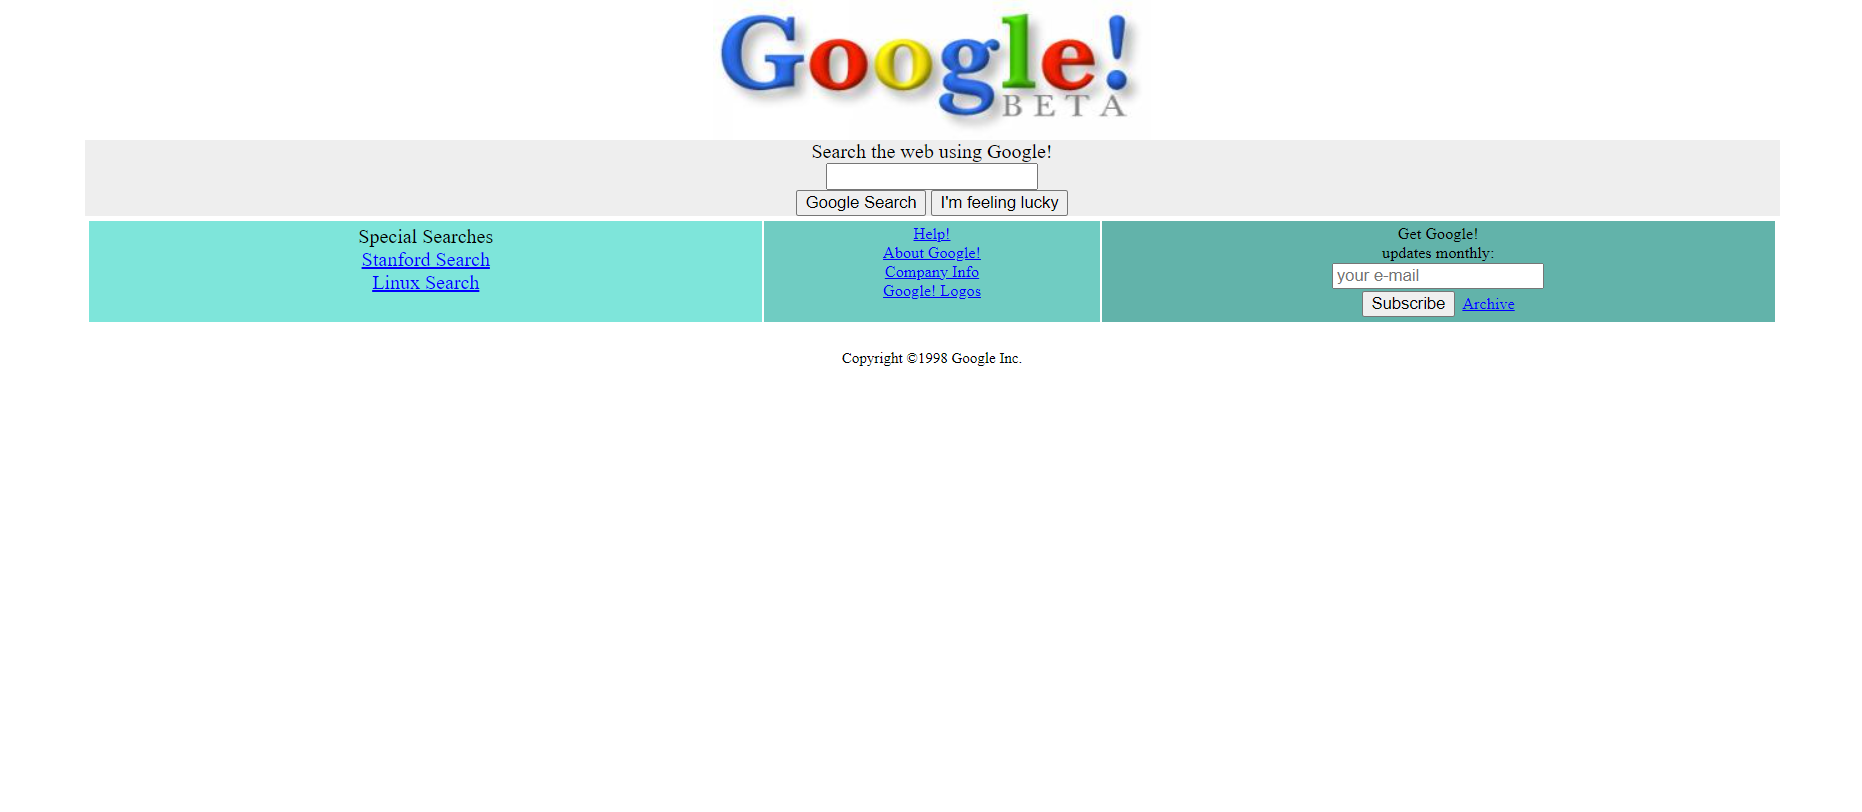 Google!
BETA
Search the web using Google!
Google Search I'm feeling lucky
Special Searches
Stanford Search
Linux Search
Help!
About Google!
Company Info
Google! Logos
Get Google!
updates monthly:
your e-mail
Subscribe Archive
Copyright ©1998 Google Inc.